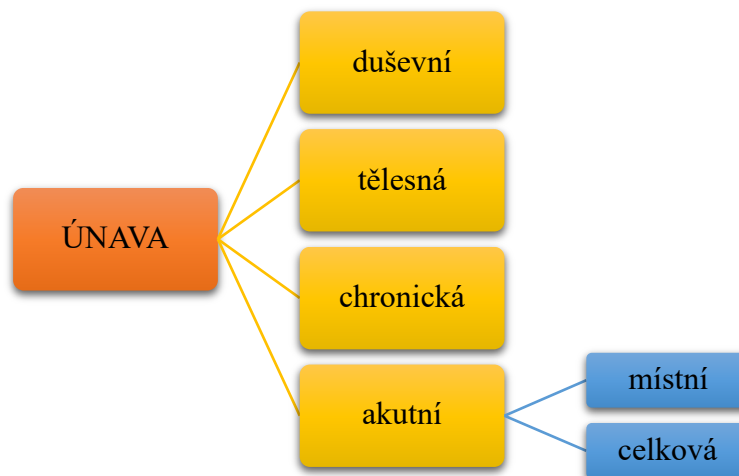 ÚNAVA
duševní
tělesná
chronická
akutní
místní
celková